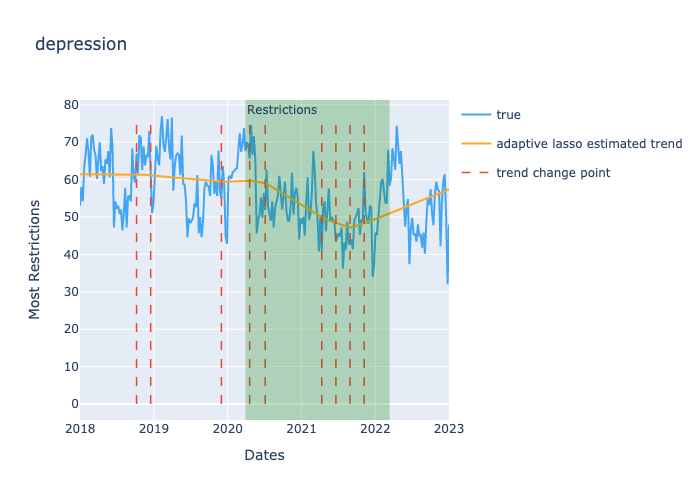 depression
Restrictions
true
adaptive lasso estimated trend
trend change point
80
70
60
50
40
30
20
10
0
Most Restrictions
2018
2019
2020
2021
2022
2023
Dates